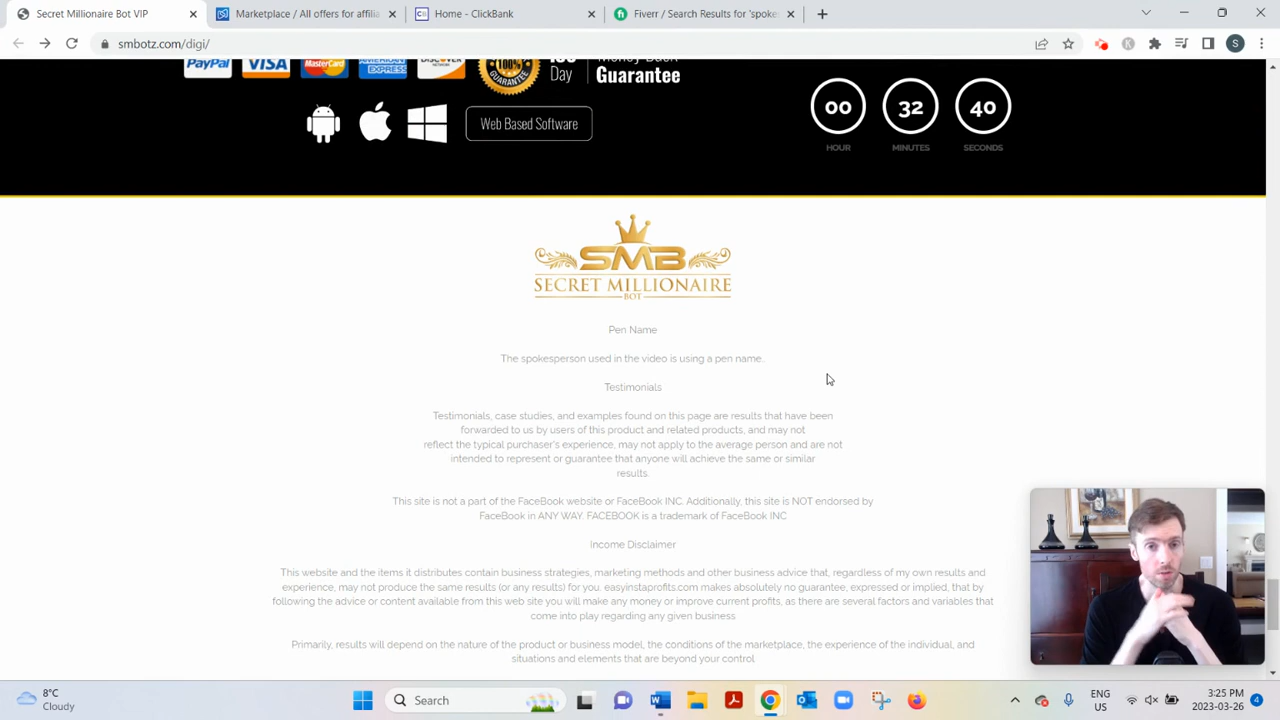 Secret Millionaire Bot VIP
Marketplace / All offers for affilia
Home - ClickBank
Fiverr / Search Results for 'spoke
smbotz.com/digi/
S
PayPal VISA MasterCard AMERICAN EXPRESS DISCOVER
100%
GUARANTEE
Day
Money Back
Guarantee
Web Based Software
00 32 40
HOUR MINUTES SECONDS
SMB
SECRET MILLIONAIRE
BOT
Pen Name
The spokesperson used in the video is using a pen name.
Testimonials
Testimonials, case studies, and examples found on this page are results that have been
forwarded to us by users of this product and related products, and may not
reflect the typical purchaser's experience, may not apply to the average person and are not
intended to represent or guarantee that anyone will achieve the same or similar
results.
This site is not a part of the FaceBook website or FaceBook INC. Additionally, this site is NOT endorsed by
FaceBook in ANY WAY. FACEBOOK is a trademark of FaceBook INC
Income Disclaimer
This website and the items it distributes contain business strategies, marketing methods and other business advice that, regardless of my own results and
experience, may not produce the same results (or any results) for you. easyinstaprofits.com makes absolutely no guarantee, expressed or implied, that by
following the advice or content available from this web site you will make any money or improve current profits, as there are several factors and variables that
come into play regarding any given business
Primarily, results will depend on the nature of the product or business model, the conditions of the marketplace, the experience of the individual, and
situations and elements that are beyond your control
8°C
Cloudy
Search
ENG
US
3:25 PM
2023-03-26
4